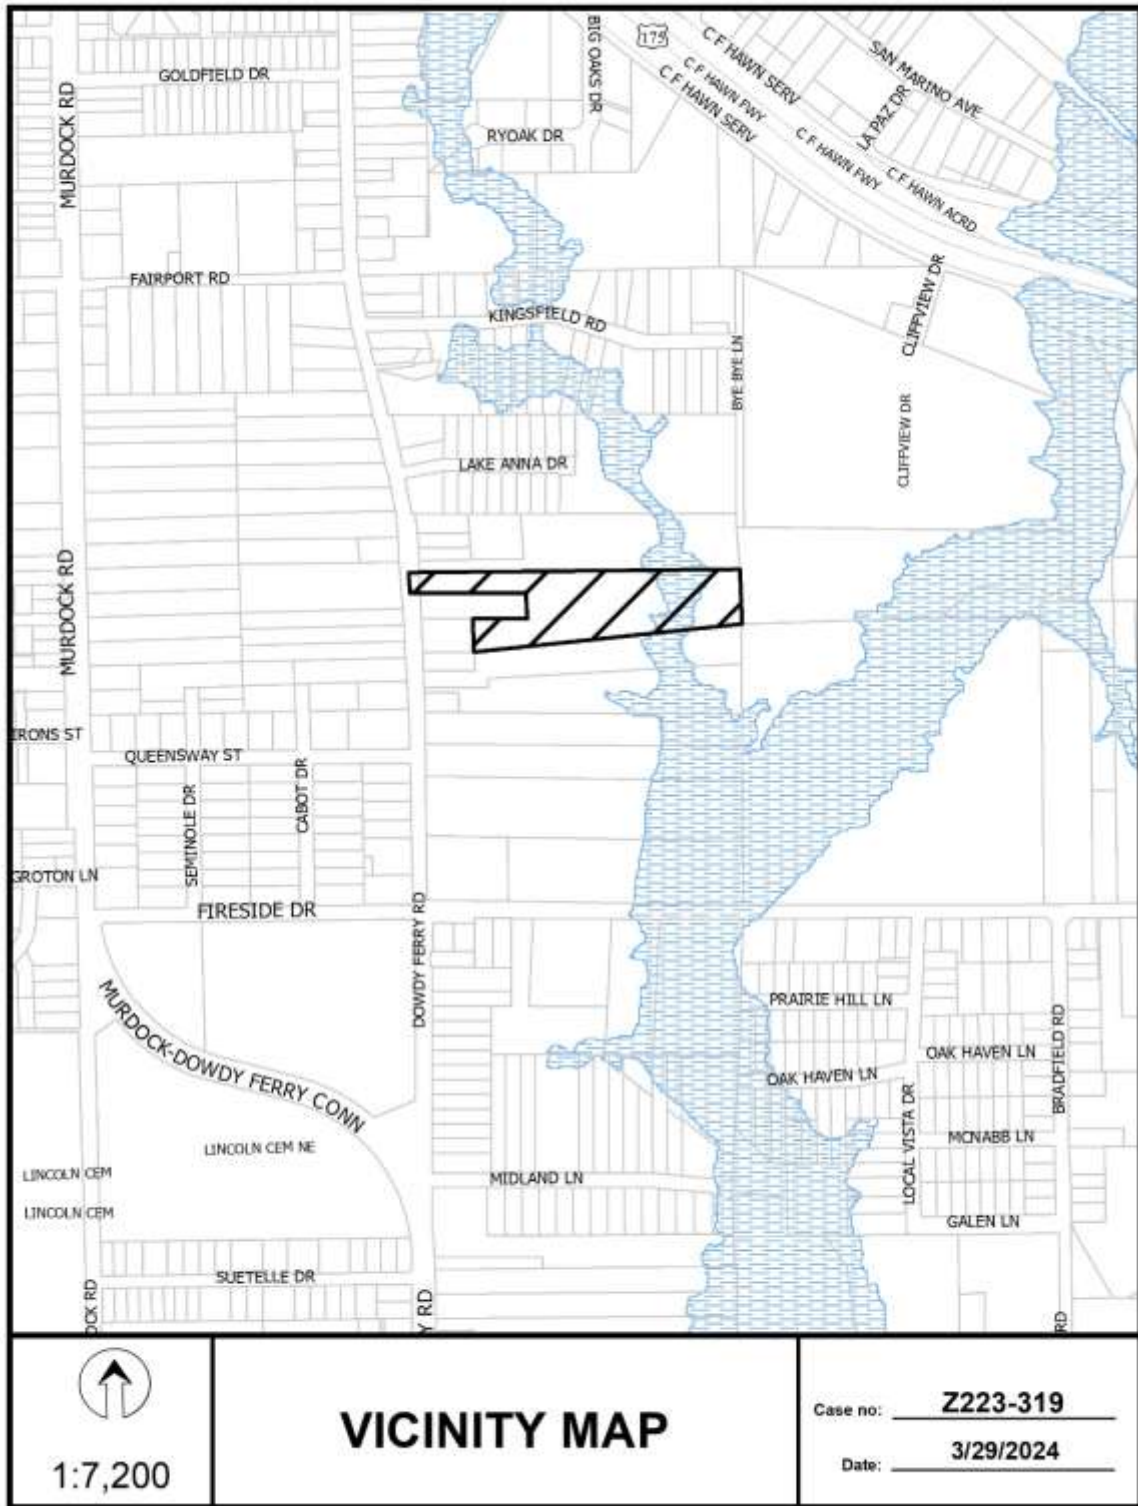 BIG OAKS DR
175
C F HAWN SERV
C F HAWN FWY
C F HAWN SERV
SAN MARINO AVE
LA PAZ DR
GOLDFIELD DR
MURDOCK RD
RYOAK DR
C F HAWN FWY
C F HAWN ACRD
FAIRPORT RD
KINGSFIELD RD
CLIFFVIEW DR
BYE BYE LN
CLIFFVIEW DR
LAKE ANNA DR
MURDOCK RD
IRONS ST
QUEENSWAY ST
SEMINOLE DR
CABOT DR
GROTON LN
FIRESIDE DR
DOWDY FERRY RD
MURDOCK-DOWDY FERRY CONN
PRAIRIE HILL LN
OAK HAVEN LN
BRADFIELD RD
OAK HAVEN LN
LOCAL VISTA DR
MCNABB LN
LINCOLN CEM NE
LINCOLN CEM
LINCOLN CEM
MIDLAND LN
GALEN LN
SUETELLE DR
OCK RD
Y RD
RD
1:7,200
VICINITY MAP
Case no: Z223-319
Date: 3/29/2024